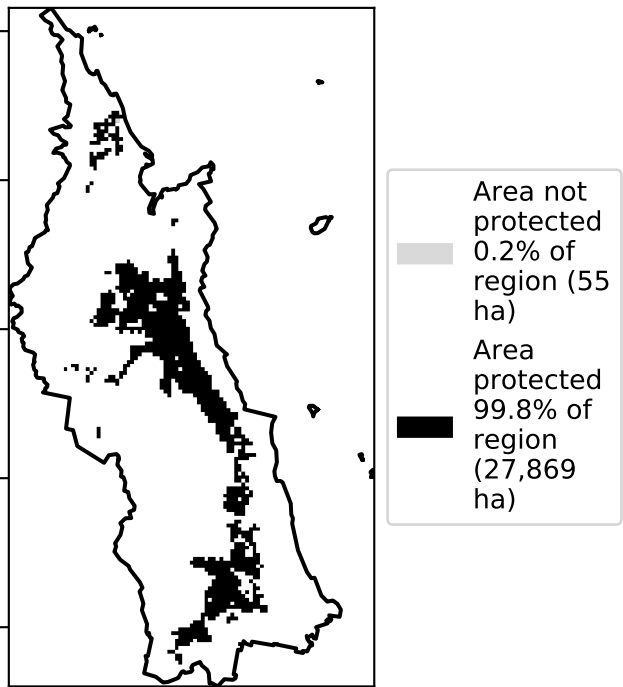 Area not
protected
0.2% of
region (55
ha)
Area
protected
99.8% of
region
(27,869
ha)